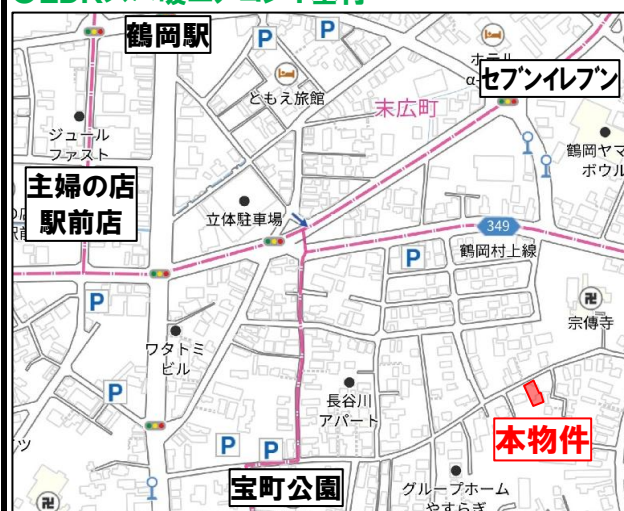 鶴岡駅
P
P
ともえ旅館
末広町
セブンイレブン
ジュール
ファスト
鶴岡ヤマ
ボウル
主婦の店
駅前店
立体駐車場
349
鶴岡村上線
P
P
卍
宗傳寺
ワタトミ
ビル
P
長谷川
アパート
本物件
P
P
宝町公園
グループホーム
やすらぎ
卍